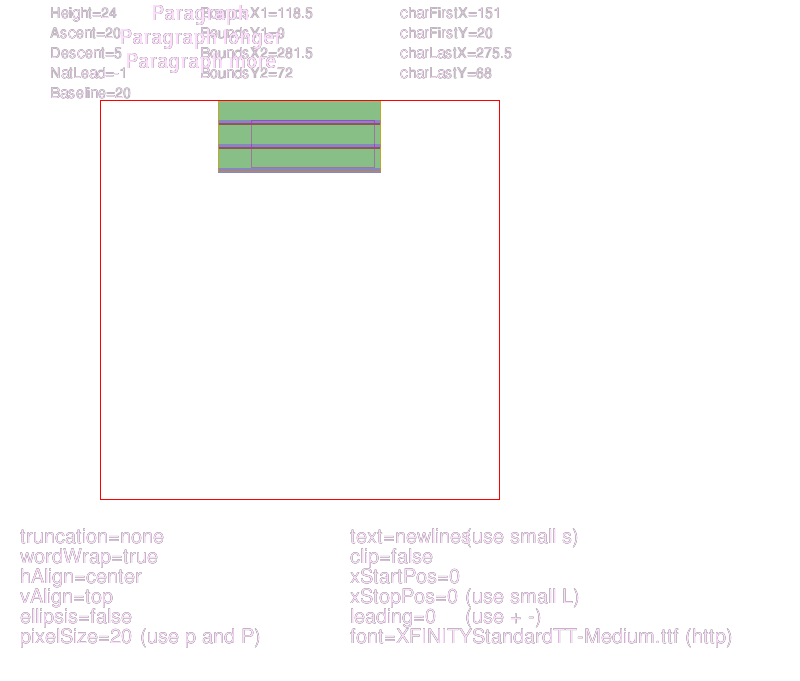 Height=24
Ascent=20
Descent=5
NatLead=-1
Baseline=20
Paragraph
Paragraph longer
Paragraph more
BoundsX1=118.5
BoundsY1=0
BoundsX2=281.5
BoundsY2=72
charFirstX=151
charFirstY=20
charLastX=275.5
charLastY=68
truncation=none
wordWrap=true
hAlign=center
vAlign=top
ellipsis=false
pixelSize=20 (use p and P)
text=newlines(use small s)
clip=false
xStartPos=0
xStopPos=0 (use small L)
leading=0 (use + -)
font=XFINITYStandardTT-Medium.ttf (http)